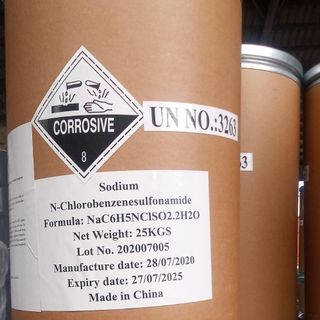 CORROSIVE
8
UN NO.:3263
3
Sodium
N-Chlorobenzenesulfonamide
Formula: NaC6H5NClSO2.2H2O
Net Weight: 25KGS
Lot No. 202007005
Manufacture date: 28/07/2020
Expiry date: 27/07/2025
Made in China